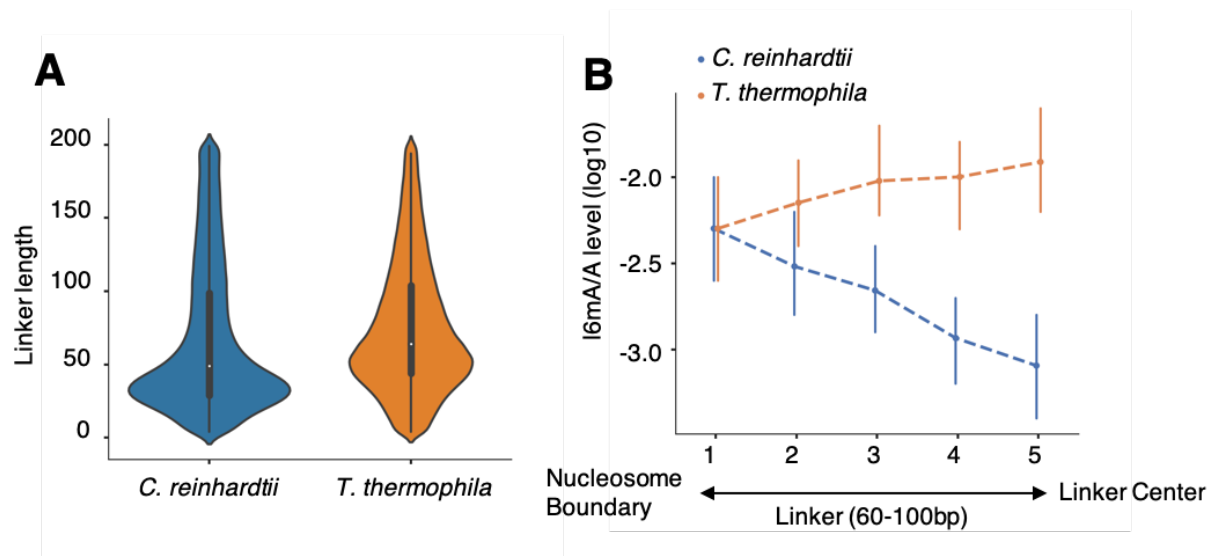 A
Linker length
200
150
100
50
0
C. reinhardtii
T. thermophila
B
C. reinhardtii
T. thermophila
I6mA/A level (log10)
-2.0
-2.5
-3.0
1 2 3 4 5
Nucleosome
Boundary
Linker Center
Linker (60-100bp)